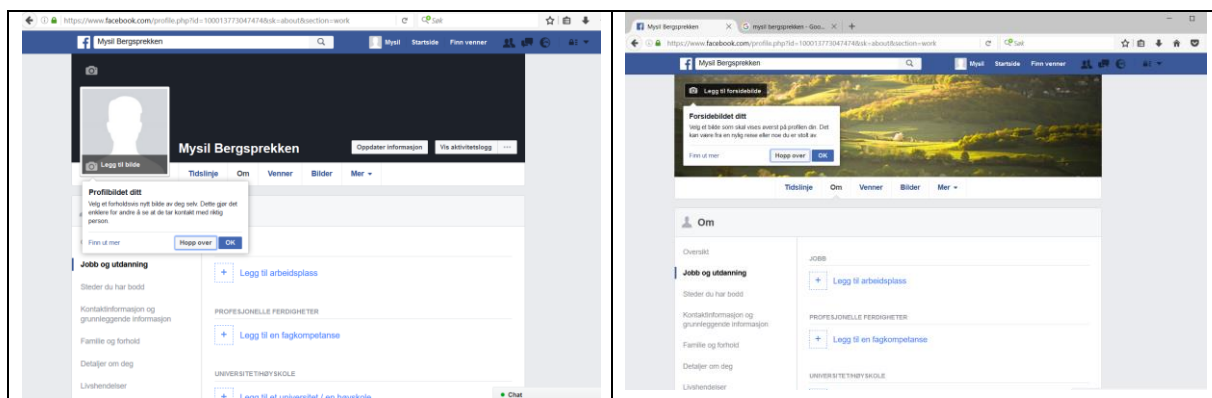 https://www.facebook.com/profile.php?id=100013773047474&sk=about&section=work
Søk
Mysil Bergsprekken
Mysil Startside Finn venner
Legg til bilde
Mysil Bergsprekken
Oppdater informasjon Vis aktivitetslogg ...
Tidslinje Om Venner Bilder Mer
Profilbildet ditt
Velg et forholdsvis nytt bilde av deg selv. Dette gjør det
enklere for andre å se at de tar kontakt med riktig
person.
Finn ut mer Hopp over OK
Jobb og utdanning
Steder du har bodd
Kontaktinformasjon og
grunnleggende informasjon
Familie og forhold
Detaljer om deg
Livshendelser
+ Legg til arbeidsplass
PROFESJONELLE FERDIGHETER
+ Legg til en fagkompetanse
UNIVERSITET/HØYSKOLE
+ Legg til et universitet / en høyskole
Chat
Mysil Bergsprekken × G mysil bergsprekken - Goo... × +
https://www.facebook.com/profile.php?id=100013773047474&sk=about&section=work
Søk
Mysil Bergsprekken
Mysil Startside Finn venner
Legg til forsidebilde
Forsidebildet ditt
Velg et bilde som skal vises øverst på profilen din. Det
kan være fra en nylig reise eller noe du er stolt av.
Finn ut mer Hopp over OK
Tidslinje Om Venner Bilder Mer
Om
Oversikt
Jobb og utdanning
Steder du har bodd
Kontaktinformasjon og
grunnleggende informasjon
Familie og forhold
Detaljer om deg
Livshendelser
JOBB
+ Legg til arbeidsplass
PROFESJONELLE FERDIGHETER
+ Legg til en fagkompetanse
UNIVERSITET/HØYSKOLE